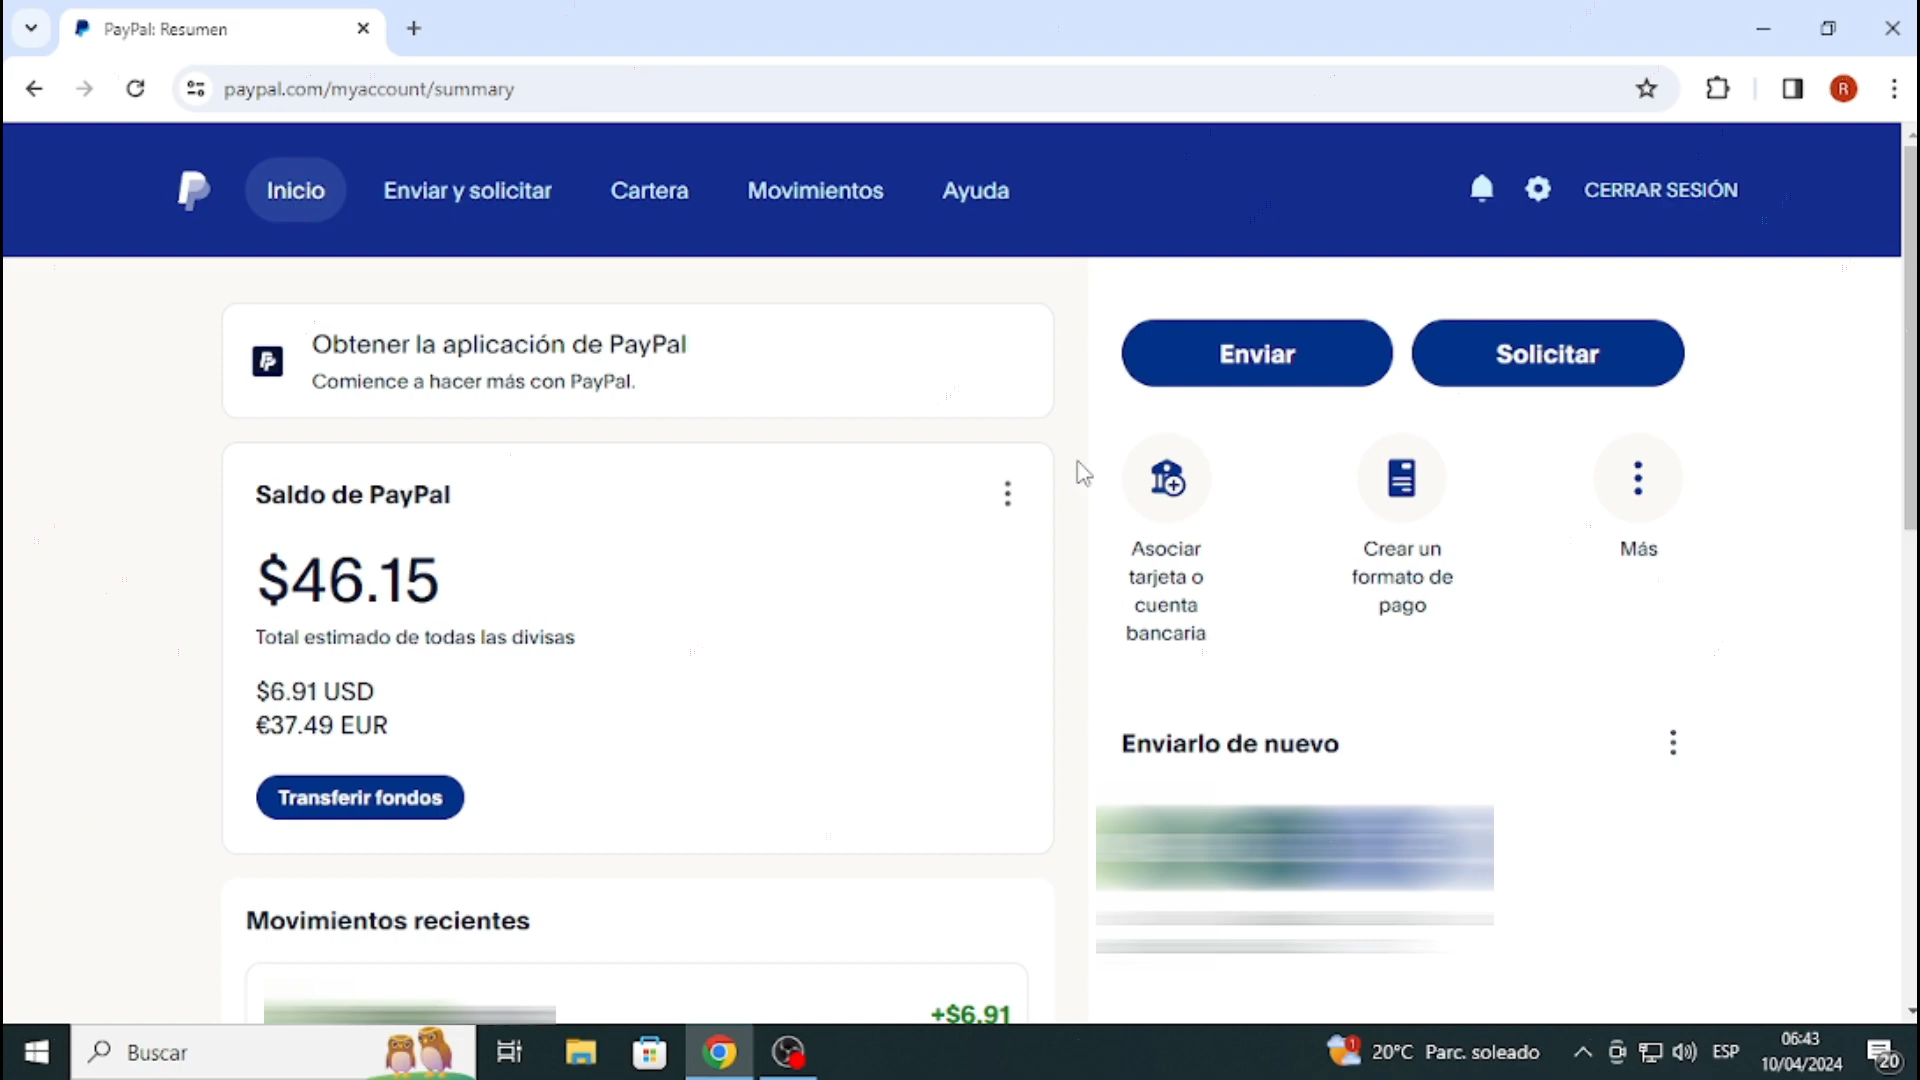 PayPal: Resumen
paypal.com/myaccount/summary
R
Inicio
Enviar y solicitar
Cartera
Movimientos
Ayuda
CERRAR SESIÓN
Obtener la aplicación de PayPal
Comience a hacer más con PayPal.
Saldo de PayPal
$46.15
Total estimado de todas las divisas
$6.91 USD
€37.49 EUR
Transferir fondos
Movimientos recientes
+$6.91
Enviar
Solicitar
Asociar
tarjeta o
cuenta
bancaria
Crear un
formato de
pago
Más
Enviarlo de nuevo
Buscar
1
20°C Parc. soleado
ESP
06:43
10/04/2024
20